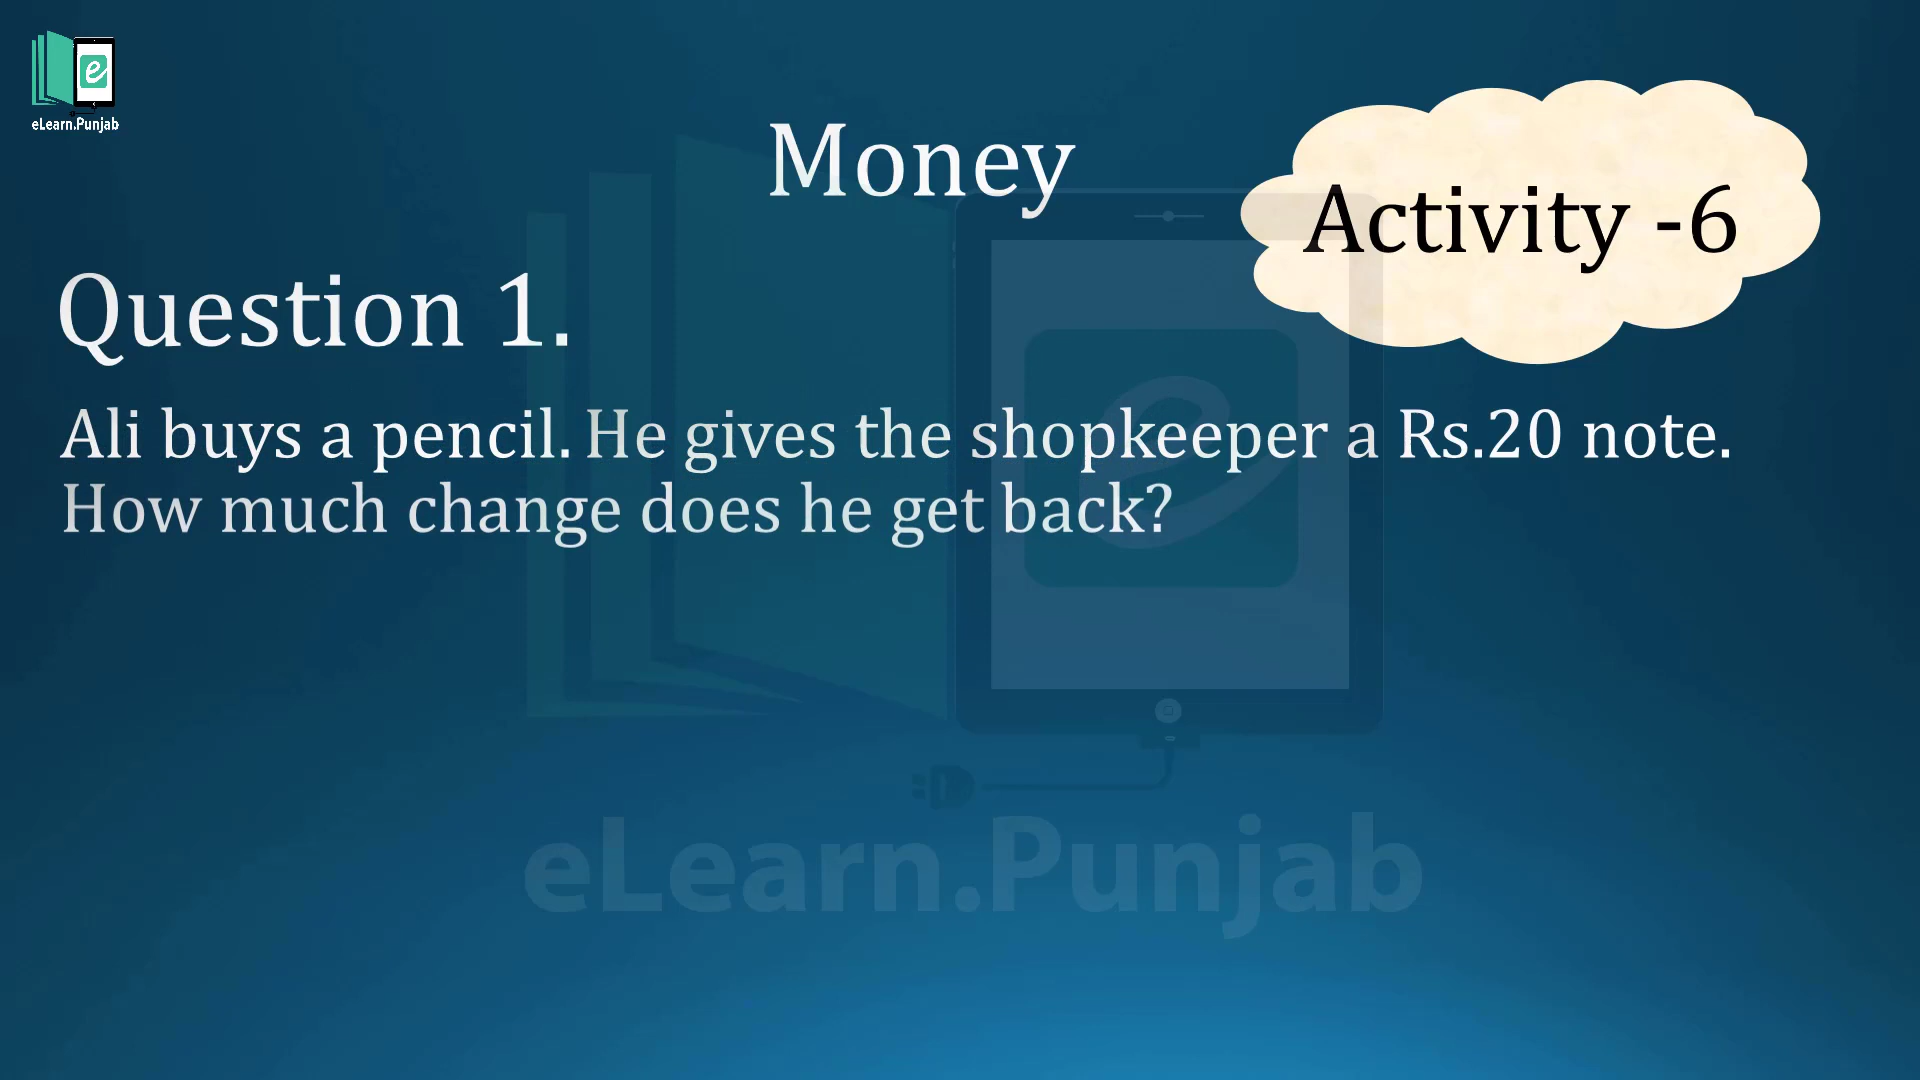 eLearn.Punjab
Money
Activity -6
Question 1.
Ali buys a pencil. He gives the shopkeeper a Rs.20 note.
How much change does he get back?
eLearn.Punjab